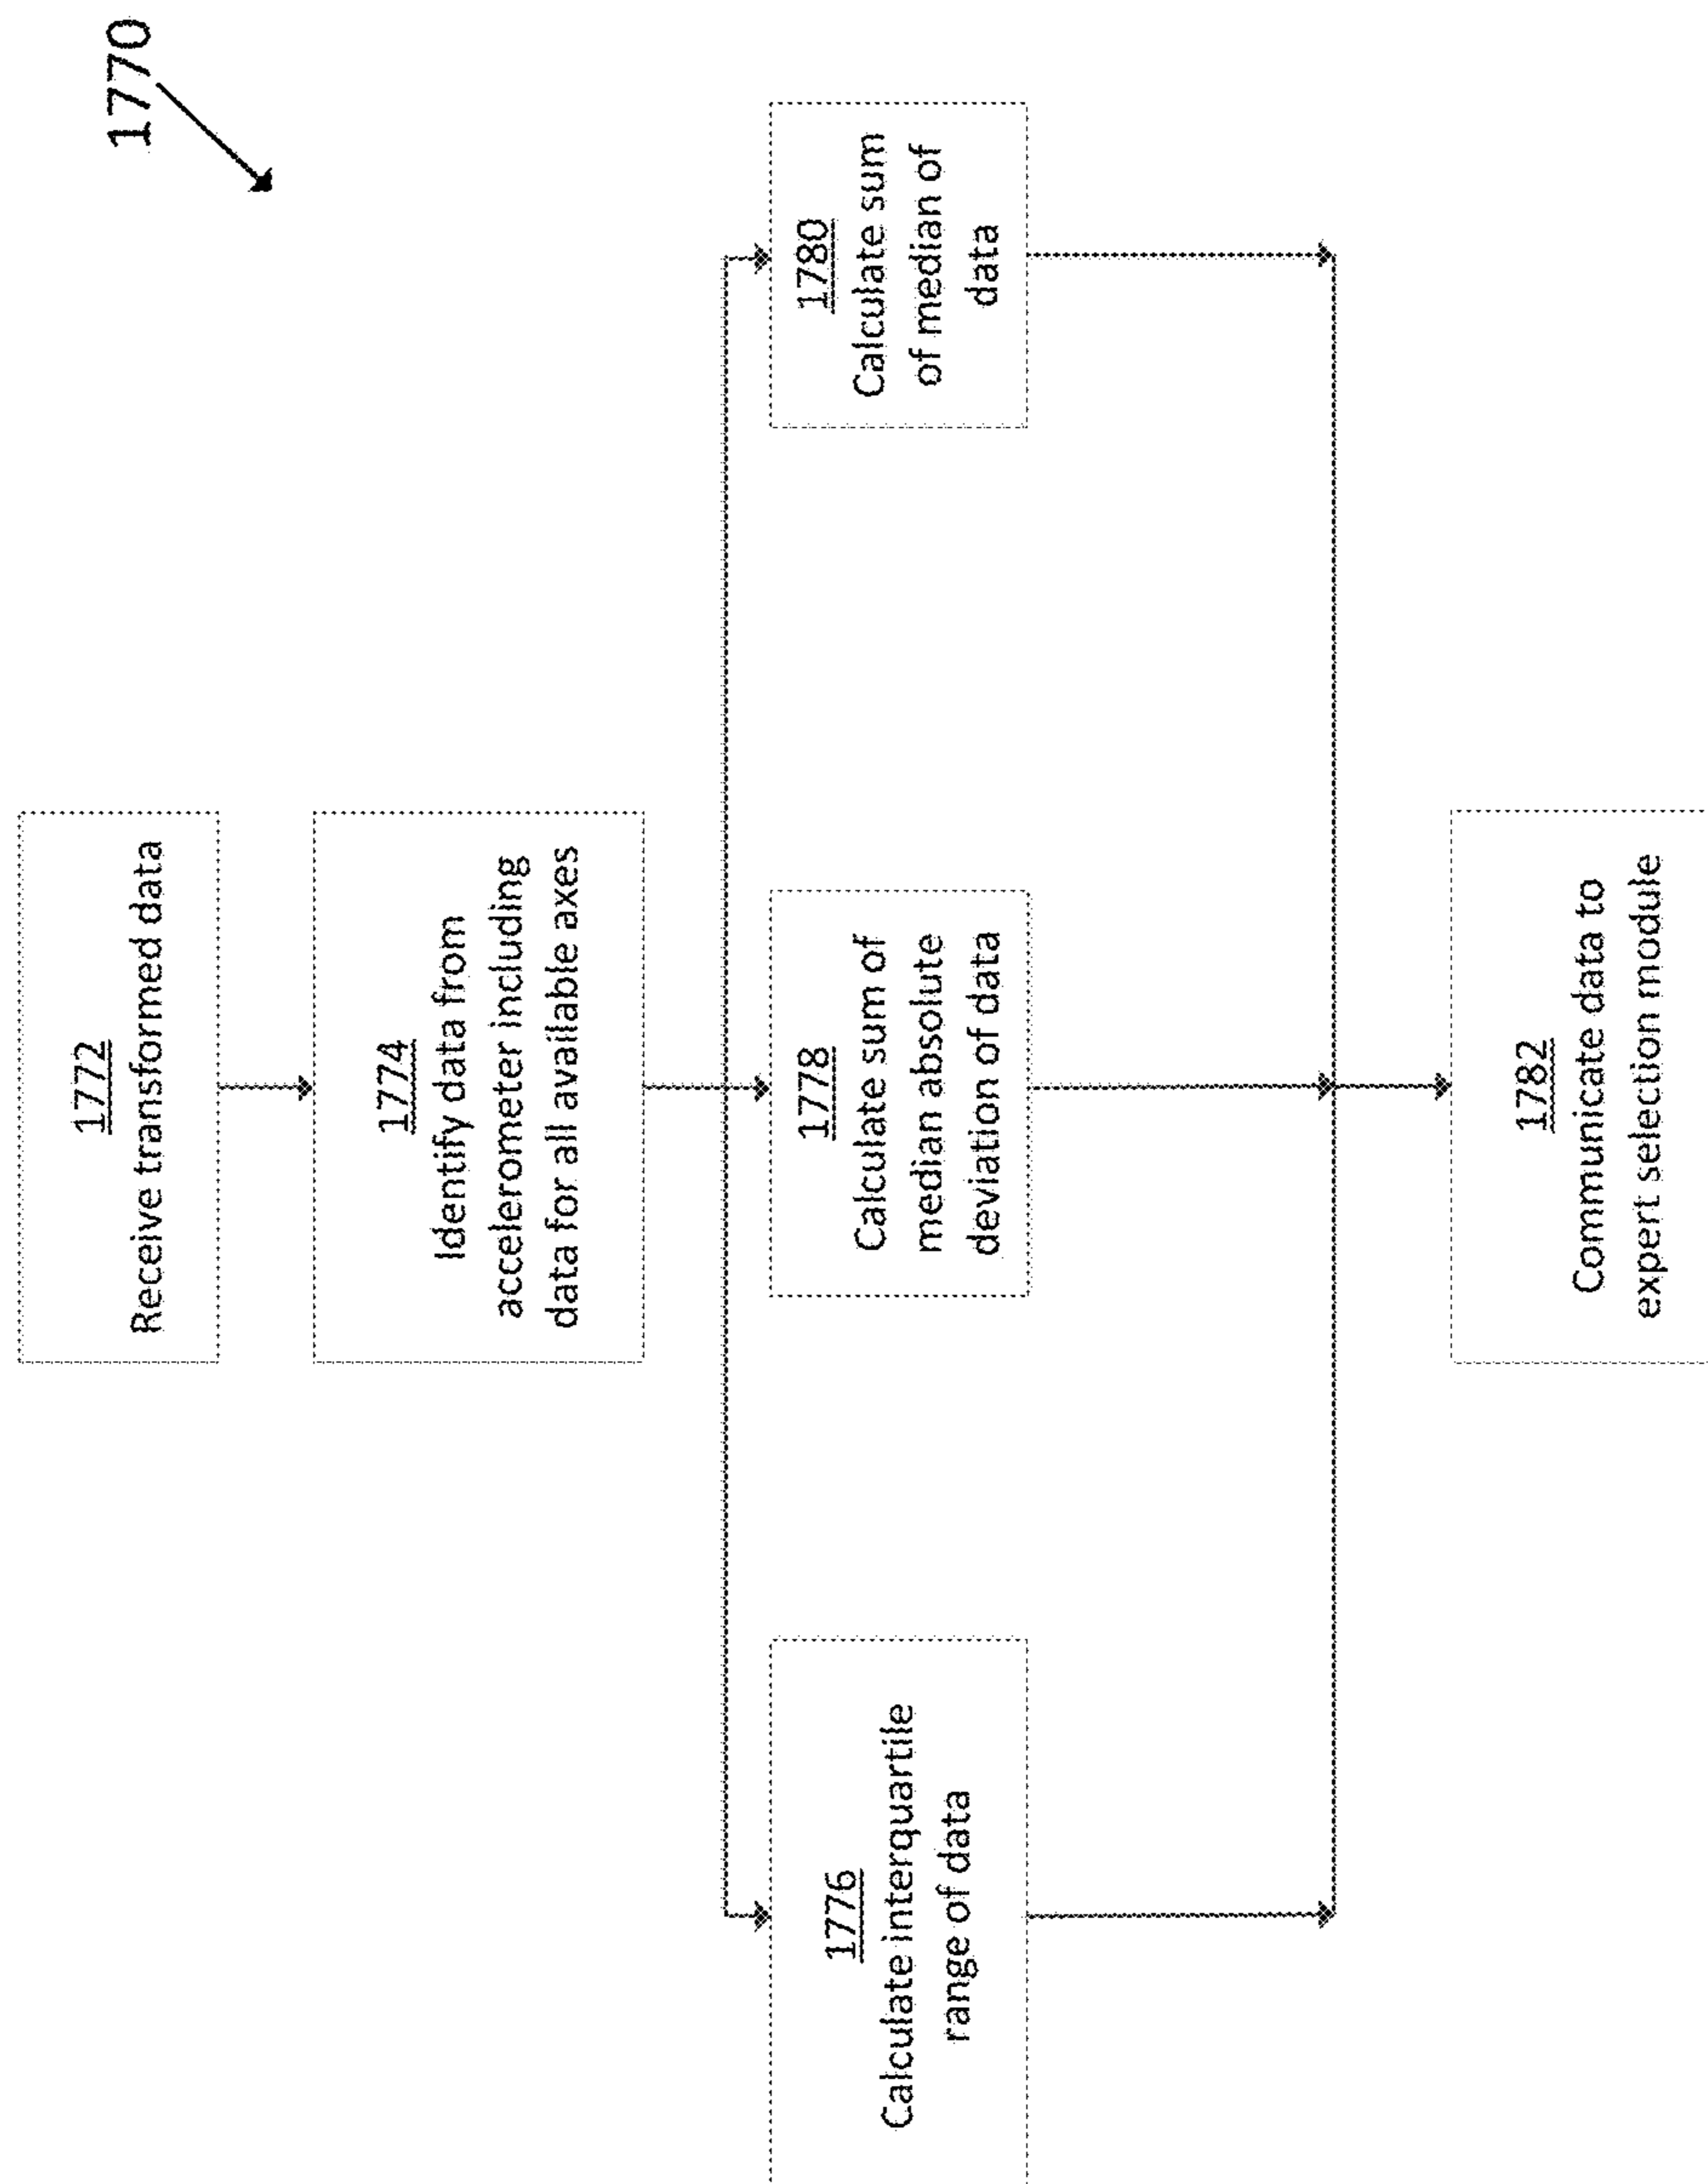 1770
1772
Receive transformed data
1774
Identify data from
accelerometer including
data for all available axes
1776
Calculate interquartile
range of data
1778
Calculate sum of
median absolute
deviation of data
1780
Calculate sum
of median of
data
1782
Communicate data to
expert selection module